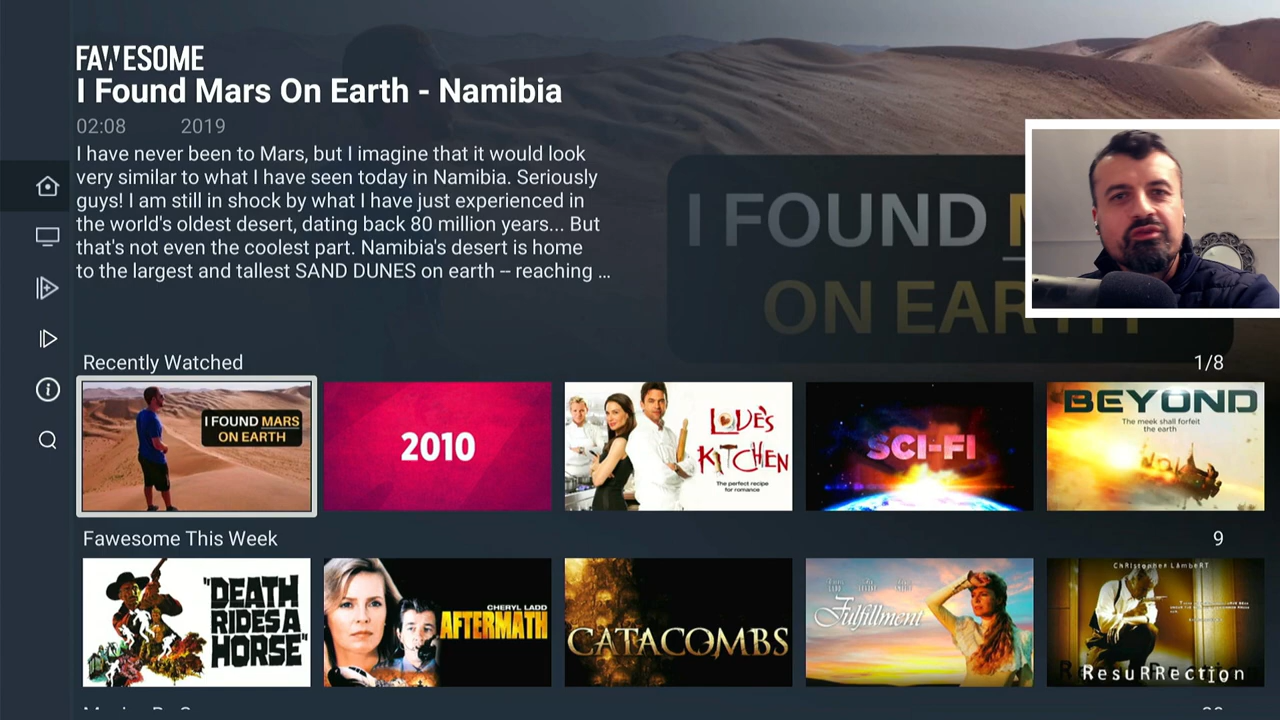 FAWESOME
I Found Mars On Earth - Namibia
02:08 2019
I have never been to Mars, but I imagine that it would look
very similar to what I have seen today in Namibia. Seriously
guys! I am still in shock by what I have just experienced in
the world's oldest desert, dating back 80 million years... But
that's not even the coolest part. Namibia's desert is home
to the largest and tallest SAND DUNES on earth -- reaching ...
I FOUND
ON EARTH
Recently Watched
1/8
I FOUND MARS
ON EARTH
2010
LOVE'S
KITCHEN
The perfect recipe
for romance
SCI-FI
BEYOND
The meek shall forfeit
the earth
Fawesome This Week
9
"DEATH
RIDES A
HORSE"
CHERYL LADD
AFTERMATH
CATACOMBS
Fulfillment
ChRistopheR LAmbeRT
ResuRRection